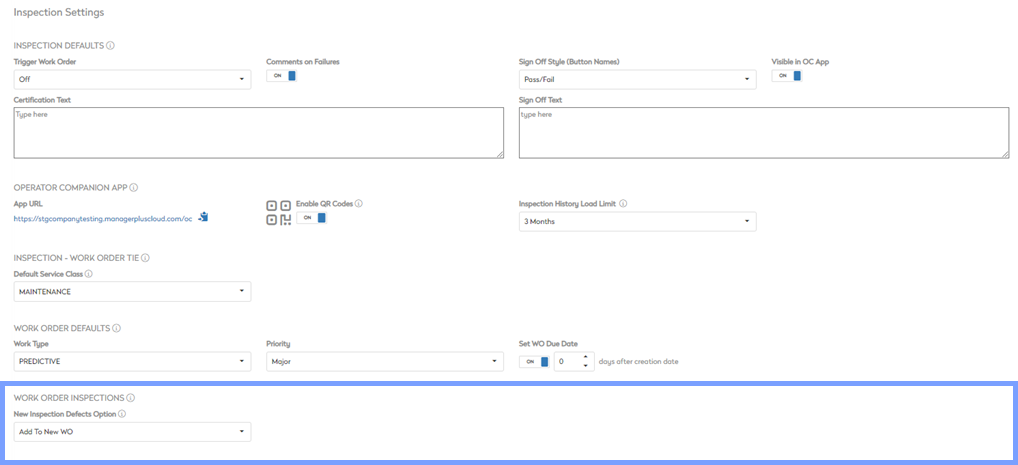 Inspection Settings
INSPECTION DEFAULTS
Trigger Work Order
Off
Comments on Failures
ON
Sign Off Style (Button Names)
Pass/Fail
Visible in OC App
ON
Certification Text
Type here
Sign Off Text
type here
OPERATOR COMPANION APP
App URL
https://stgcompanytesting.managerpluscloud.com/oc
Enable QR Codes
ON
Inspection History Load Limit
3 Months
INSPECTION - WORK ORDER TIE
Default Service Class
MAINTENANCE
WORK ORDER DEFAULTS
Work Type
PREDICTIVE
Priority
Major
Set WO Due Date
ON
0
days after creation date
WORK ORDER INSPECTIONS
New Inspection Defects Option
Add To New WO